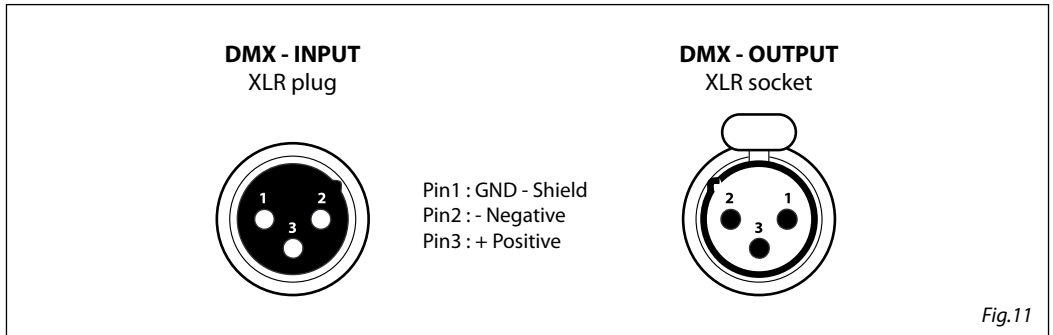 DMX - INPUT
XLR plug
DMX - OUTPUT
XLR socket
1 2
3
Pin1 : GND - Shield
Pin2 : - Negative
Pin3 : + Positive
2 1
3
Fig.11